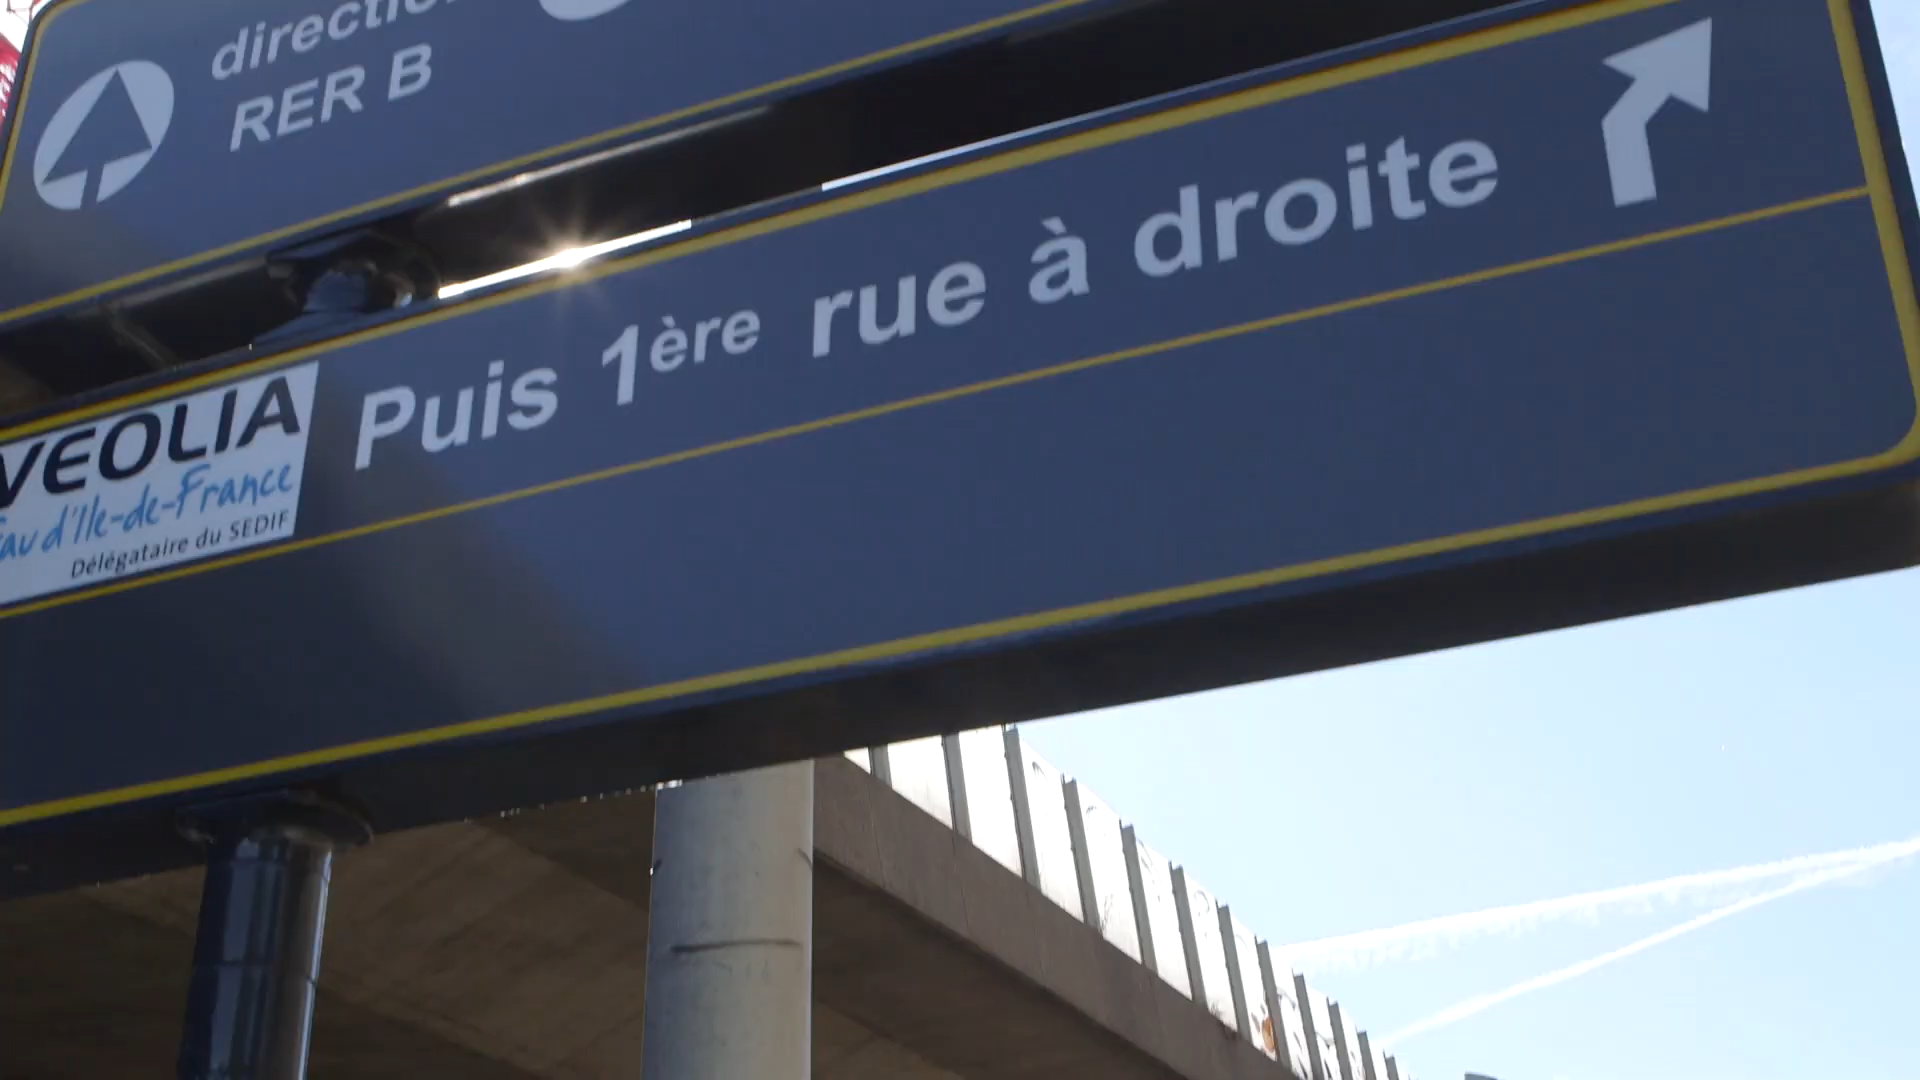 RER B
Puis 1ère rue à droite
VEOLIA
d'Ile-de-France
Délégataire du SEDIF